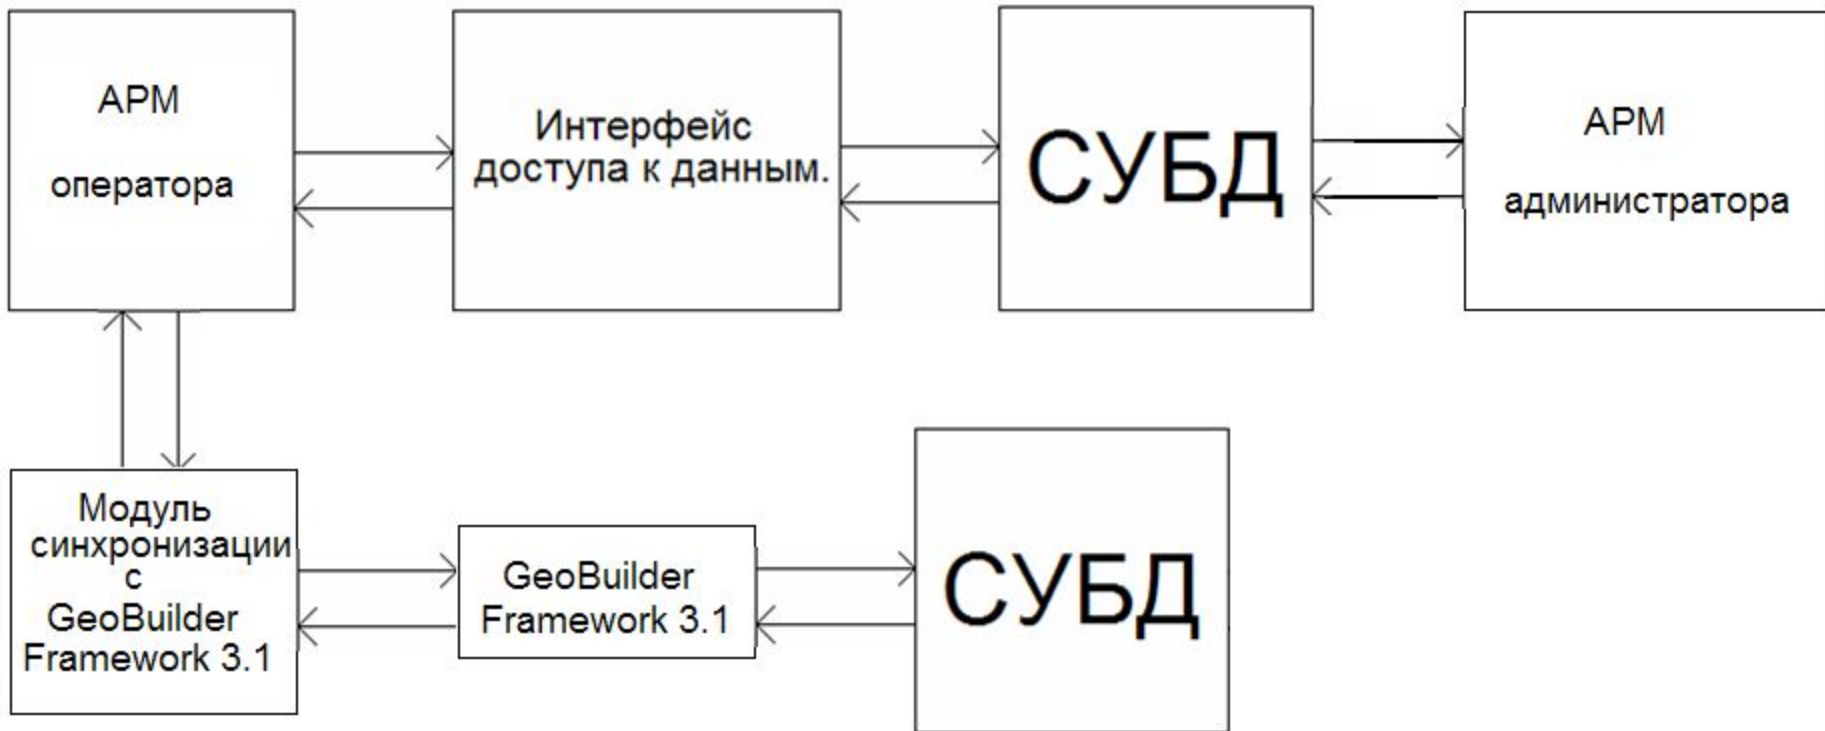 АРМ
оператора
Интерфейс
доступа к данным.
СУБД
АРМ
администратора
Модуль
синхронизации
с
GeoBuilder
Framework 3.1
GeoBuilder
Framework 3.1
СУБД